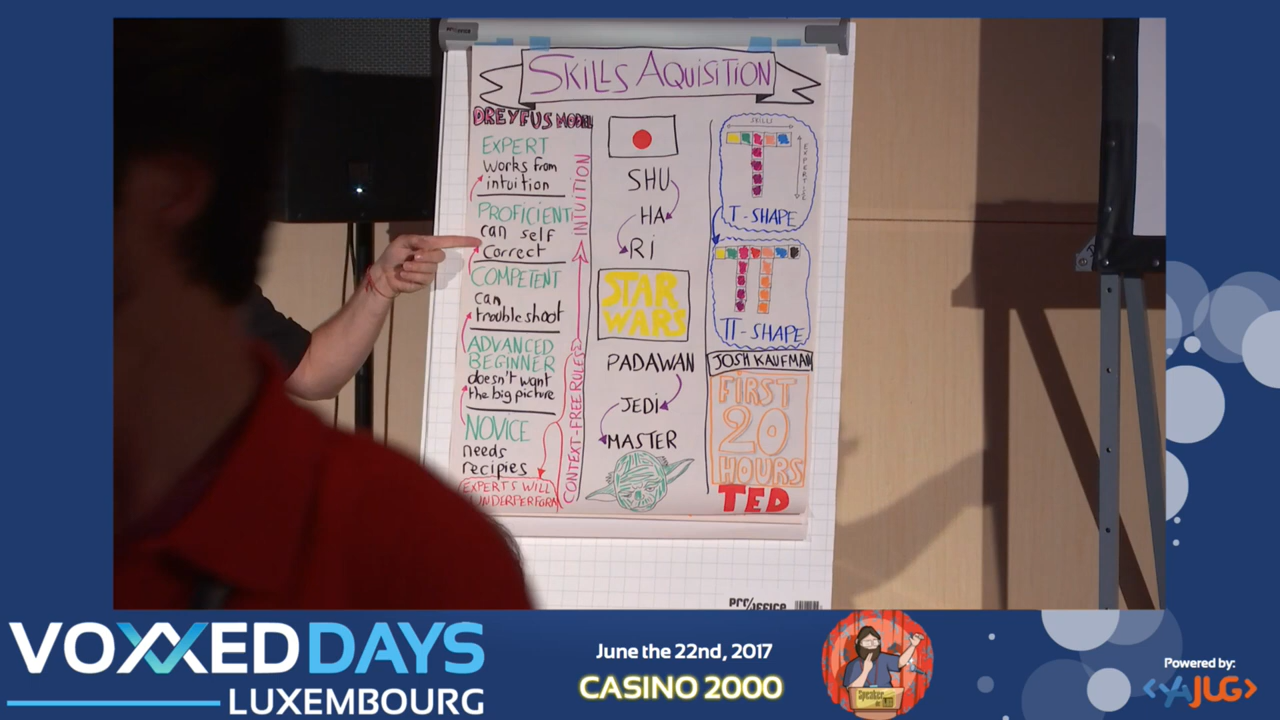 SKILLS AQUISITION
DREYFUS MODEL
EXPERT
works from
intuition
PROFICIENT
can self
correct
COMPETENT
can
troubleshoot
ADVANCED
BEGINNER
doesn't want
the big picture
NOVICE
needs
recipies
EXPERTS WILL
UNDERPERFORM
CONTEXT-FREE RULES
INTUITION
SHU
HA
RI
STAR
WARS
PADAWAN
JEDI
MASTER
SKILLS
T
T-SHAPE
TT-SHAPE
JOSH KAUFMAN
FIRST
20
HOURS
TED
VOXXED DAYS
LUXEMBOURG
June the 22nd, 2017
CASINO 2000
Powered by:
YAJUG